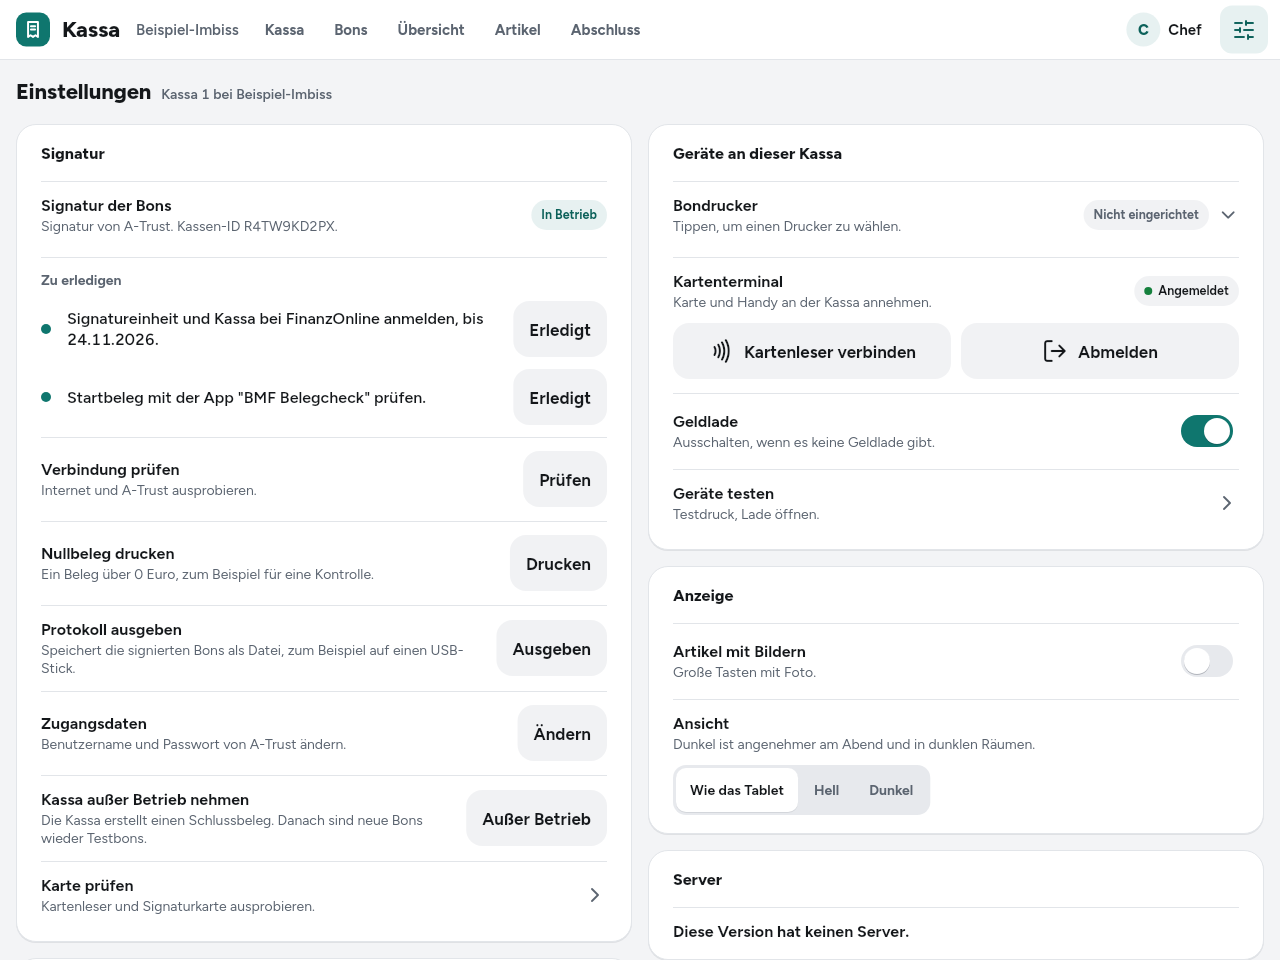 Kassa
Beispiel-Imbiss
Kassa
Bons
Übersicht
Artikel
Abschluss
C
Chef
Einstellungen
Kassa 1 bei Beispiel-Imbiss
Signatur
Signatur der Bons
Signatur von A-Trust. Kassen-ID R4TW9KD2PX.
In Betrieb
Zu erledigen
Signatureinheit und Kassa bei FinanzOnline anmelden, bis
24.11.2026.
Erledigt
Startbeleg mit der App "BMF Belegcheck" prüfen.
Erledigt
Verbindung prüfen
Internet und A-Trust ausprobieren.
Prüfen
Nullbeleg drucken
Ein Beleg über 0 Euro, zum Beispiel für eine Kontrolle.
Drucken
Protokoll ausgeben
Speichert die signierten Bons als Datei, zum Beispiel auf einen USB-
Stick.
Ausgeben
Zugangsdaten
Benutzername und Passwort von A-Trust ändern.
Ändern
Kassa außer Betrieb nehmen
Die Kassa erstellt einen Schlussbeleg. Danach sind neue Bons
wieder Testbons.
Außer Betrieb
Karte prüfen
Kartenleser und Signaturkarte ausprobieren.
Geräte an dieser Kassa
Bondrucker
Tippen, um einen Drucker zu wählen.
Nicht eingerichtet
Kartenterminal
Karte und Handy an der Kassa annehmen.
Angemeldet
Kartenleser verbinden
Abmelden
Geldlade
Ausschalten, wenn es keine Geldlade gibt.
Geräte testen
Testdruck, Lade öffnen.
Anzeige
Artikel mit Bildern
Große Tasten mit Foto.
Ansicht
Dunkel ist angenehmer am Abend und in dunklen Räumen.
Wie das Tablet
Hell
Dunkel
Server
Diese Version hat keinen Server.